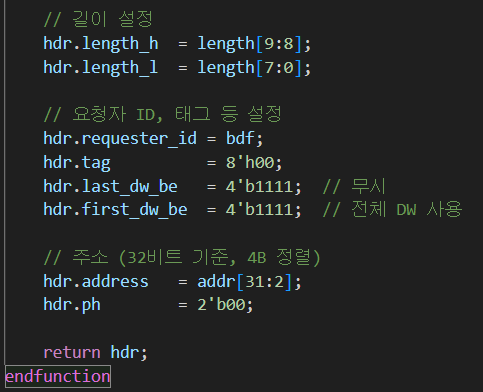 // 길이 설정
hdr.length_h  = length[9:8];
hdr.length_l  = length[7:0];
// 요청자 ID, 태그 등 설정
hdr.requester_id = bdf;
hdr.tag          = 8'h00;
hdr.last_dw_be   = 4'b1111;  // 무시
hdr.first_dw_be  = 4'b1111;  // 전체 DW 사용
// 주소 (32비트 기준, 4B 정렬)
hdr.address   = addr[31:2];
hdr.ph        = 2'b00;
return hdr;
endfunction